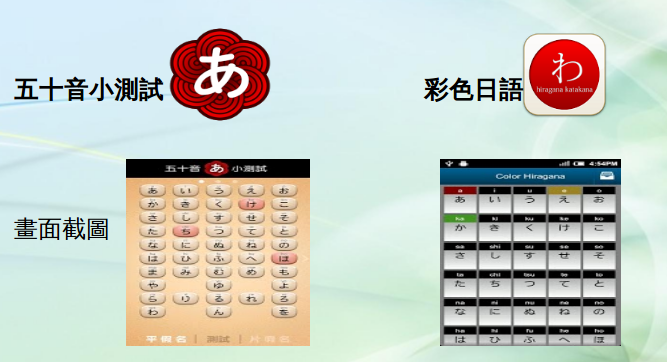 五十音小測試
あ
彩色日語
わ
hiragana katakana
畫面截圖
五十音 あ 小測試
あ い う え お
か き く け こ
さ し す せ そ
た ち つ て と
な に ぬ ね の
は ひ ふ へ ほ
ま み む め も
や ゆ よ
ら り る れ ろ
わ ん を
平假名 | 測試 | 片假名
4:54PM
Color Hiragana
a i u e o
あ い う え お
ka ki ku ke ko
か き く け こ
sa shi su se so
さ し す せ そ
ta chi tsu te to
た ち つ て と
na ni nu ne no
な に ぬ ね の
ha hi fu he ho
は ひ ふ へ ほ